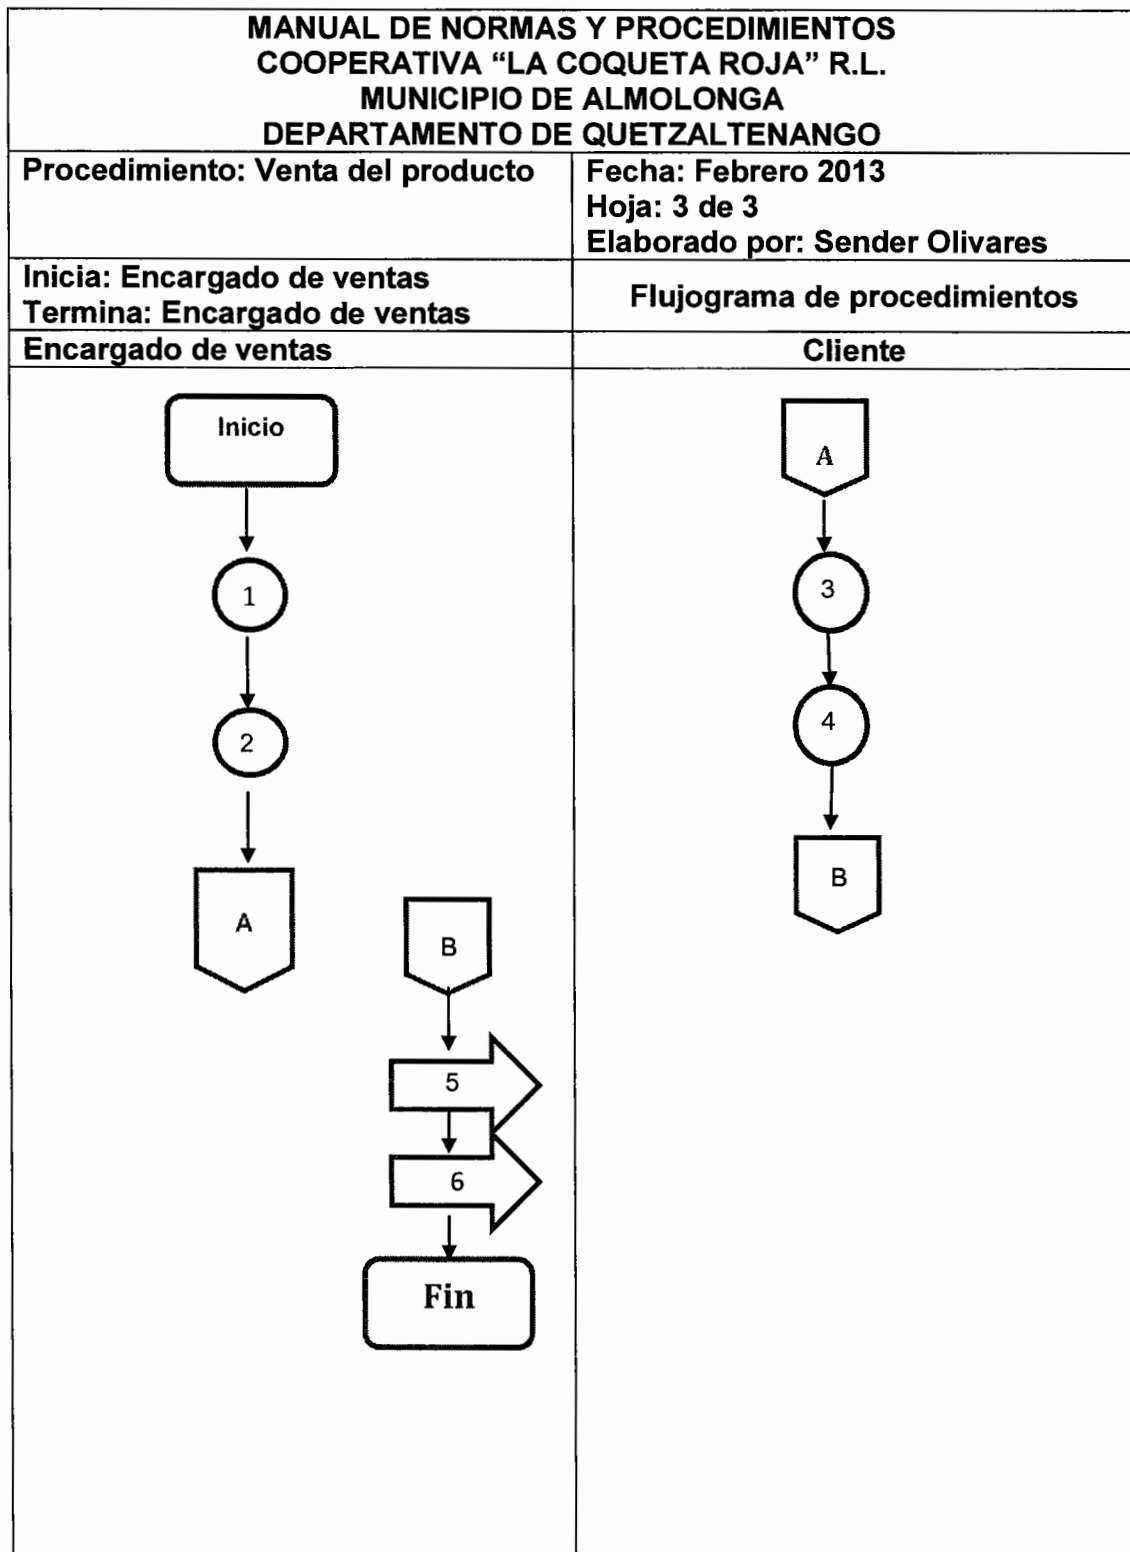 MANUAL DE NORMAS Y PROCEDIMIENTOS
COOPERATIVA “LA COQUETA ROJA” R.L.
MUNICIPIO DE ALMOLONGA
DEPARTAMENTO DE QUETZALTENANGO
Procedimiento: Venta del producto
Fecha: Febrero 2013
Hoja: 3 de 3
Elaborado por: Sender Olivares
Inicia: Encargado de ventas
Termina: Encargado de ventas
Flujograma de procedimientos
Encargado de ventas
Cliente
Inicio
1
2
A
B
5
6
Fin
A
3
4
B